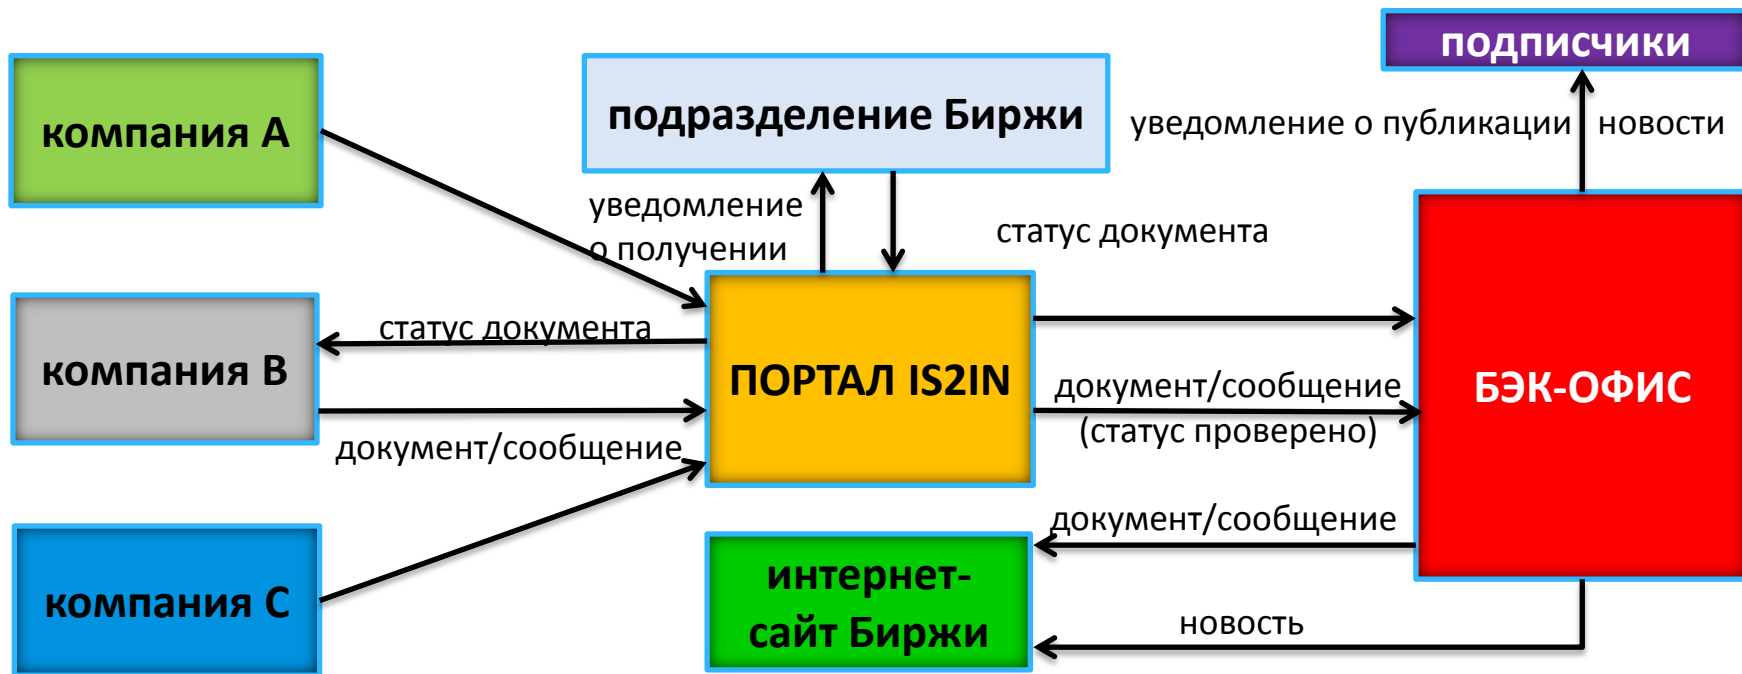 подписчики
компания А
подразделение Биржи
уведомление о публикации
новости
уведомление
о получении
статус документа
статус документа
компания В
ПОРТАЛ IS2IN
документ/сообщение
(статус проверено)
БЭК-ОФИС
документ/сообщение
документ/сообщение
компания С
интернет-
сайт Биржи
новость